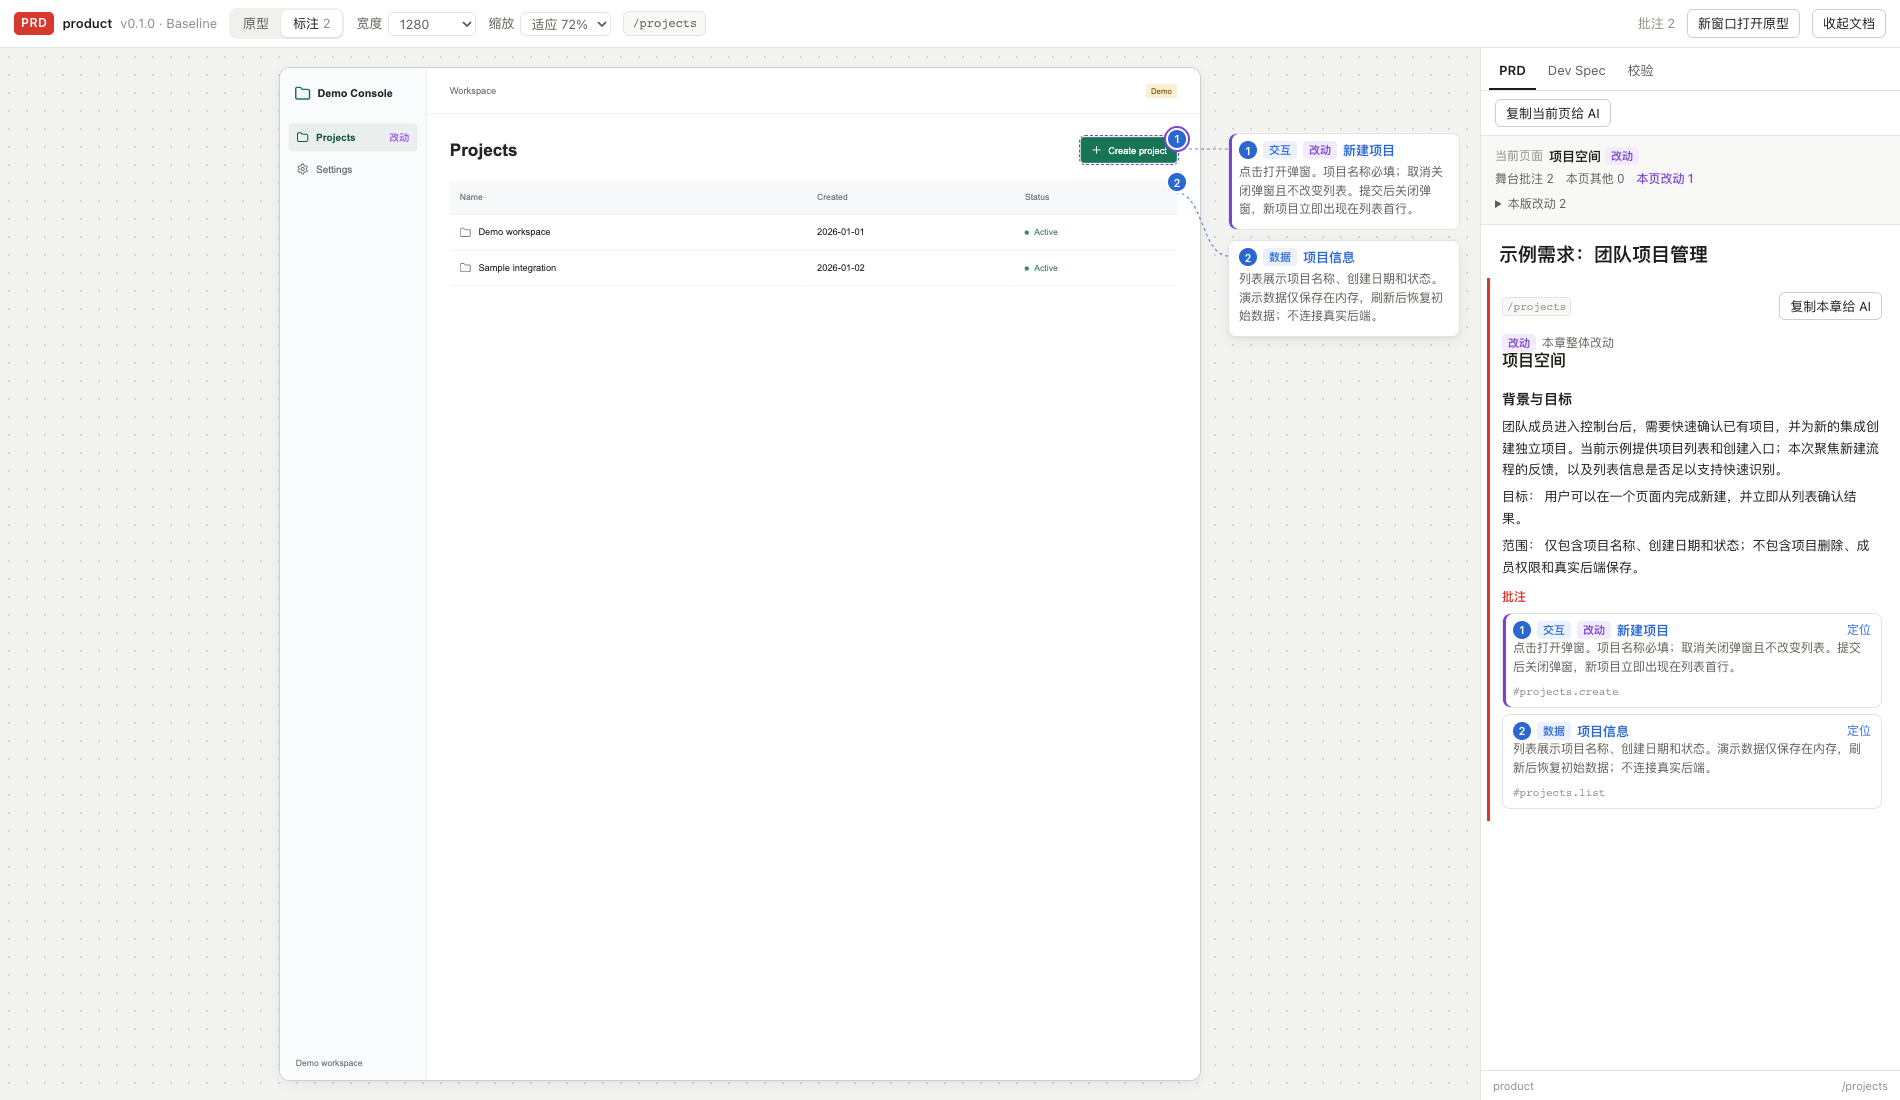 PRD product v0.1.0 · Baseline 原型 标注 2 宽度 1280 缩放 适应 72% /projects 批注 2 新窗口打开原型 收起文档
Demo Console
Projects 改动
Settings
Demo workspace
Workspace Demo
Projects
+ Create project 1
2
Name Created Status
Demo workspace 2026-01-01 Active
Sample integration 2026-01-02 Active
1 交互 改动 新建项目
点击打开弹窗。项目名称必填；取消关
闭弹窗且不改变列表。提交后关闭弹
窗，新项目立即出现在列表首行。
2 数据 项目信息
列表展示项目名称、创建日期和状态。
演示数据仅保存在内存，刷新后恢复初
始数据；不连接真实后端。
PRD Dev Spec 校验
复制当前页给 AI
当前页面 项目空间 改动
舞台批注 2 本页其他 0 本页改动 1
本版改动 2
示例需求：团队项目管理
/projects 复制本章给 AI
改动 本章整体改动
项目空间
背景与目标
团队成员进入控制台后，需要快速确认已有项目，并为新的集成创
建独立项目。当前示例提供项目列表和创建入口；本次聚焦新建流
程的反馈，以及列表信息是否足以支持快速识别。
目标： 用户可以在一个页面内完成新建，并立即从列表确认结
果。
范围： 仅包含项目名称、创建日期和状态；不包含项目删除、成
员权限和真实后端保存。
批注
1 交互 改动 新建项目 定位
点击打开弹窗。项目名称必填；取消关闭弹窗且不改变列表。提交
后关闭弹窗，新项目立即出现在列表首行。
#projects.create
2 数据 项目信息 定位
列表展示项目名称、创建日期和状态。演示数据仅保存在内存，刷
新后恢复初始数据；不连接真实后端。
#projects.list
product /projects